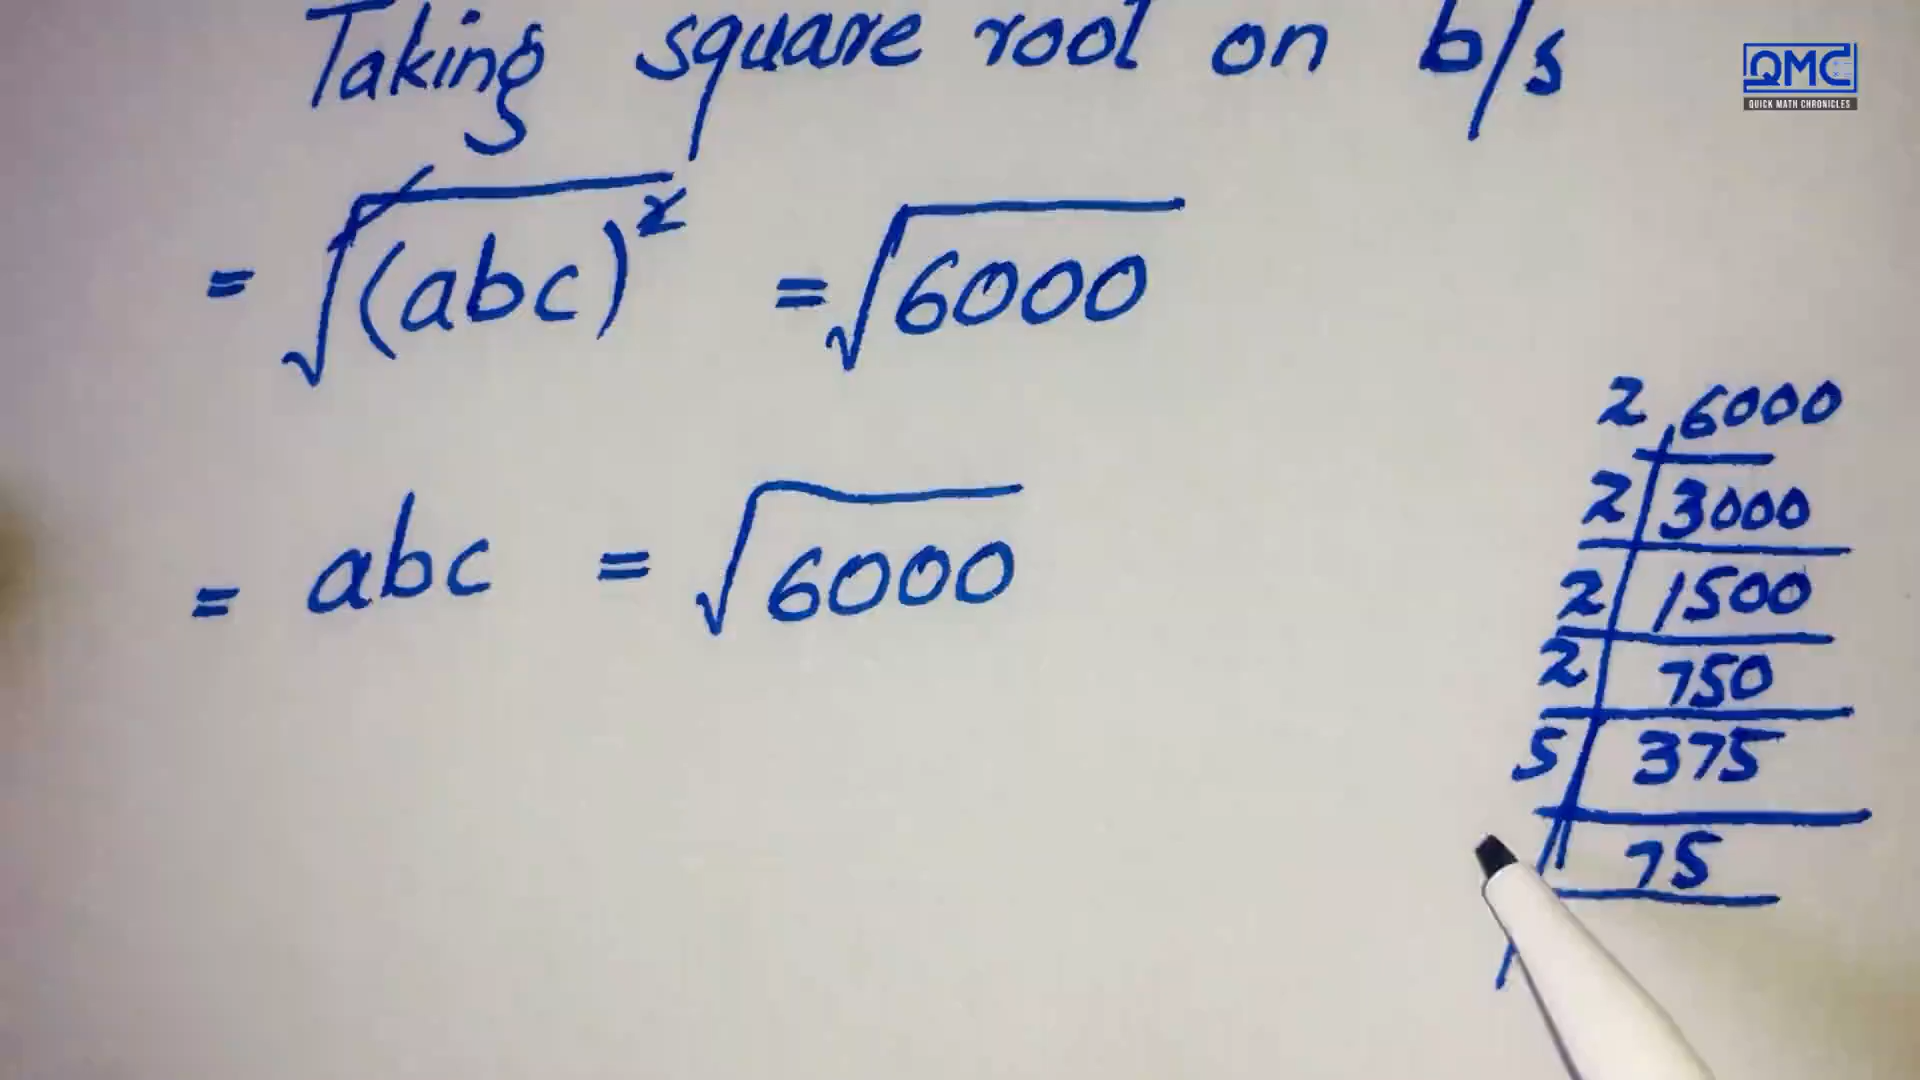 Taking square root on b/s
QMC
QUICK MATH CHRONICLES
= √(abc)² = √6000
= abc = √6000
2 6000
2 3000
2 1500
2 750
5 375
75